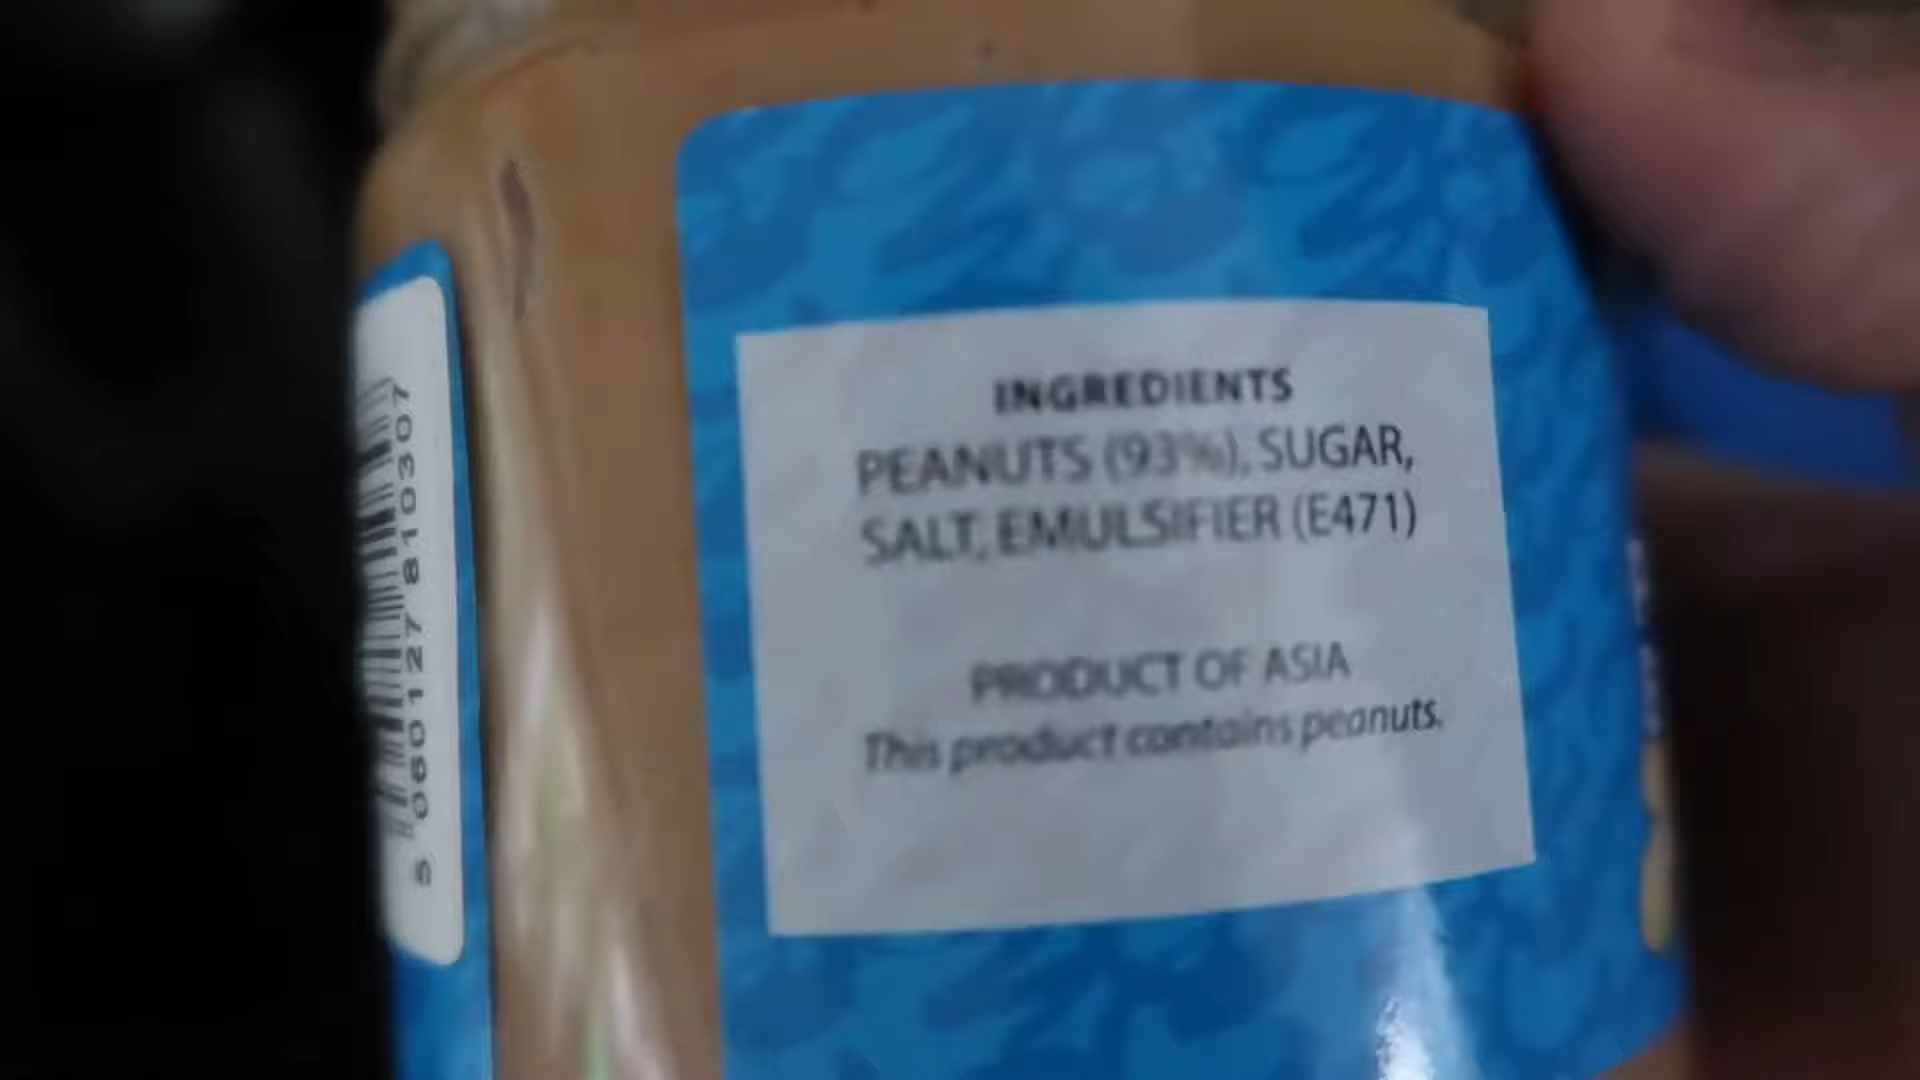 INGREDIENTS
PEANUTS (93%), SUGAR,
SALT, EMULSIFIER (E471)
PRODUCT OF ASIA
This product contains peanuts.
5 060127 810307